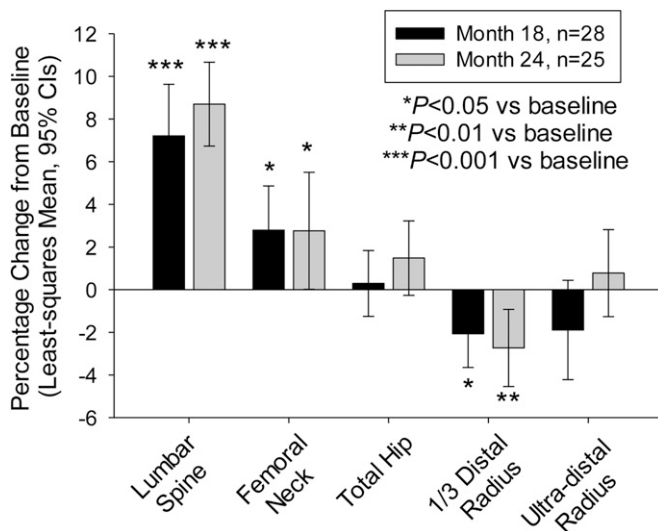 Percentage Change from Baseline
(Least-squares Mean, 95% CIs)
12
10
8
6
4
2
0
-2
-4
-6
Month 18, n=28
Month 24, n=25
*P<0.05 vs baseline
**P<0.01 vs baseline
***P<0.001 vs baseline
***
***
*
*
*
**
Lumbar
Spine
Femoral
Neck
Total Hip
1/3 Distal
Radius
Ultra-distal
Radius